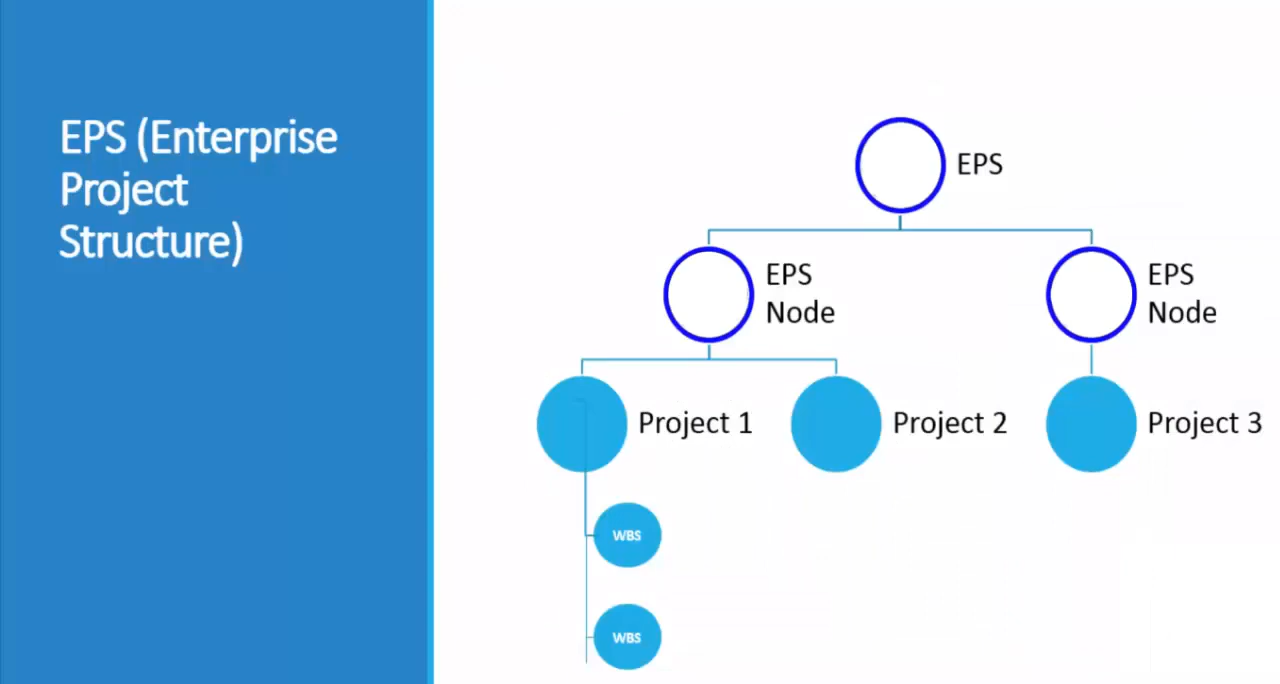 EPS (Enterprise
Project
Structure)
EPS
EPS
Node
EPS
Node
Project 1
Project 2
Project 3
WBS
WBS